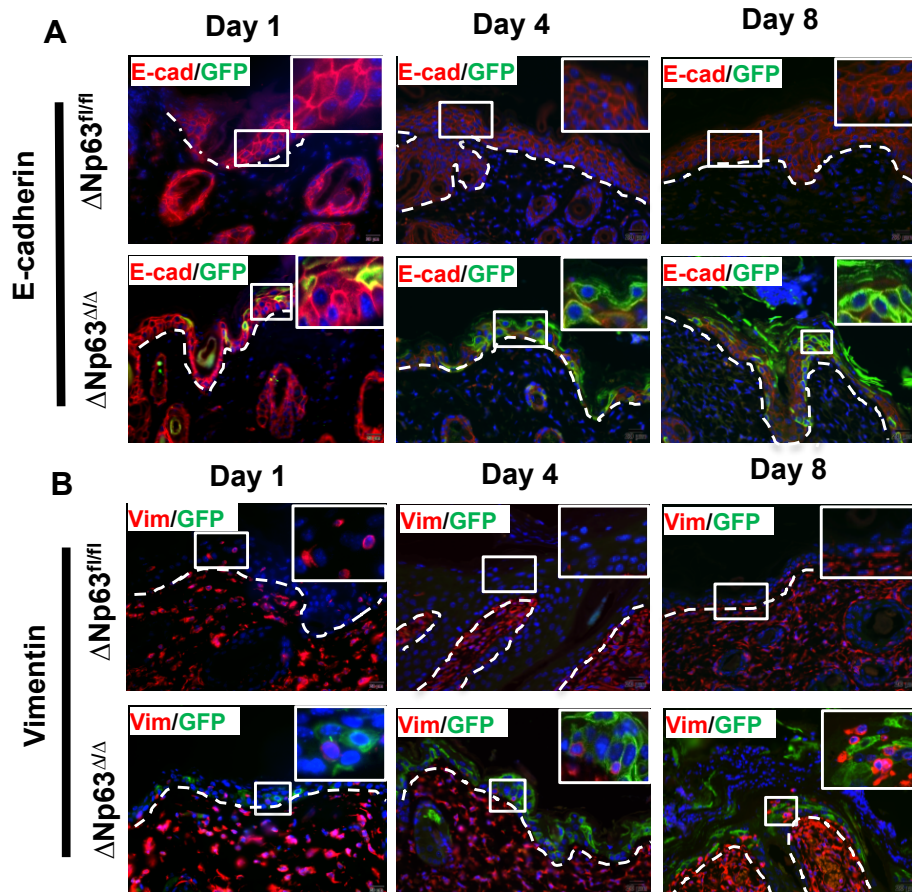 A
Day 1
Day 4
Day 8
E-cadherin
ΔNp63fl/fl
E-cad/GFP
E-cad/GFP
E-cad/GFP
ΔNp63Δ/Δ
E-cad/GFP
E-cad/GFP
E-cad/GFP
B
Day 1
Day 4
Day 8
Vimentin
ΔNp63fl/fl
Vim/GFP
Vim/GFP
Vim/GFP
ΔNp63Δ/Δ
Vim/GFP
Vim/GFP
Vim/GFP